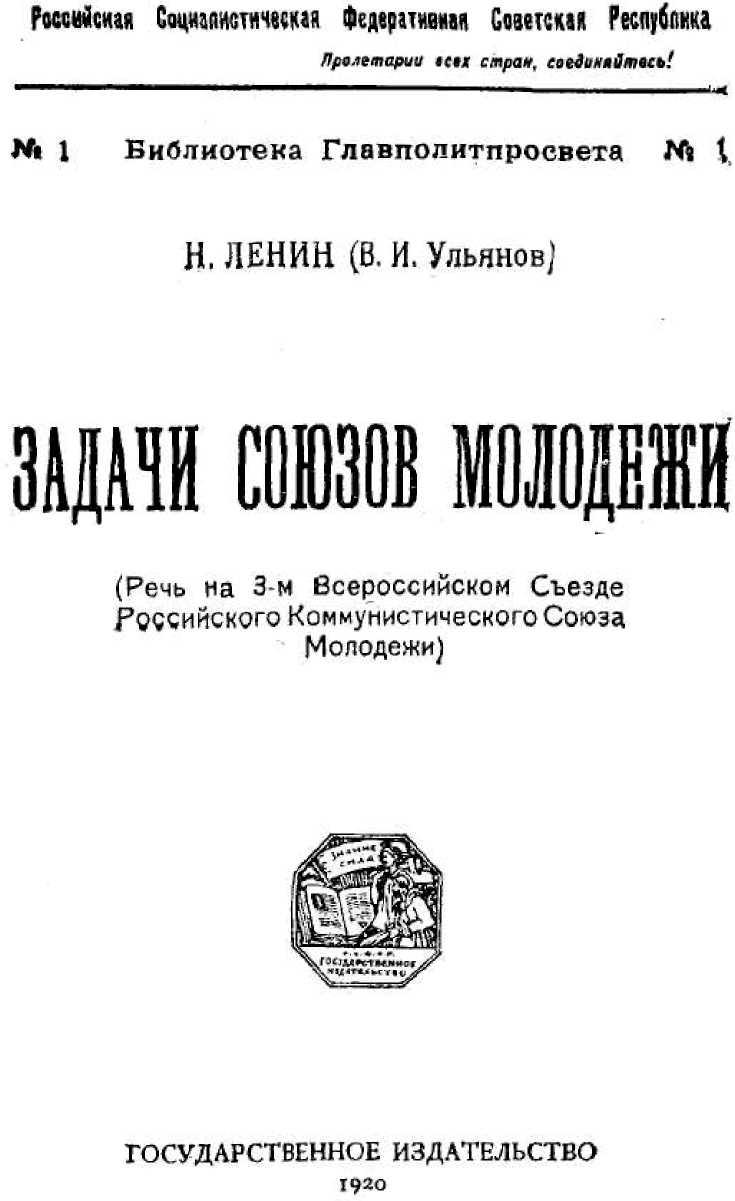 Российская Социалистическая Федеративная Советская Республика
Пролетарии всех стран, соединяйтесь!
№ 1 Библиотека Главполитпросвета № 1
Н. ЛЕНИН (В. И. Ульянов)
ЗАДАЧИ СОЮЗОВ МОЛОДЕЖИ
(Речь на 3-м Всероссийском Съезде
Российского Коммунистического Союза
Молодежи)
ЗНАНИЕ
СИЛА
Р.С.Ф.С.Р.
ГОСУДАРСТВЕННОЕ
ИЗДАТЕЛЬСТВО
ГОСУДАРСТВЕННОЕ ИЗДАТЕЛЬСТВО
1920